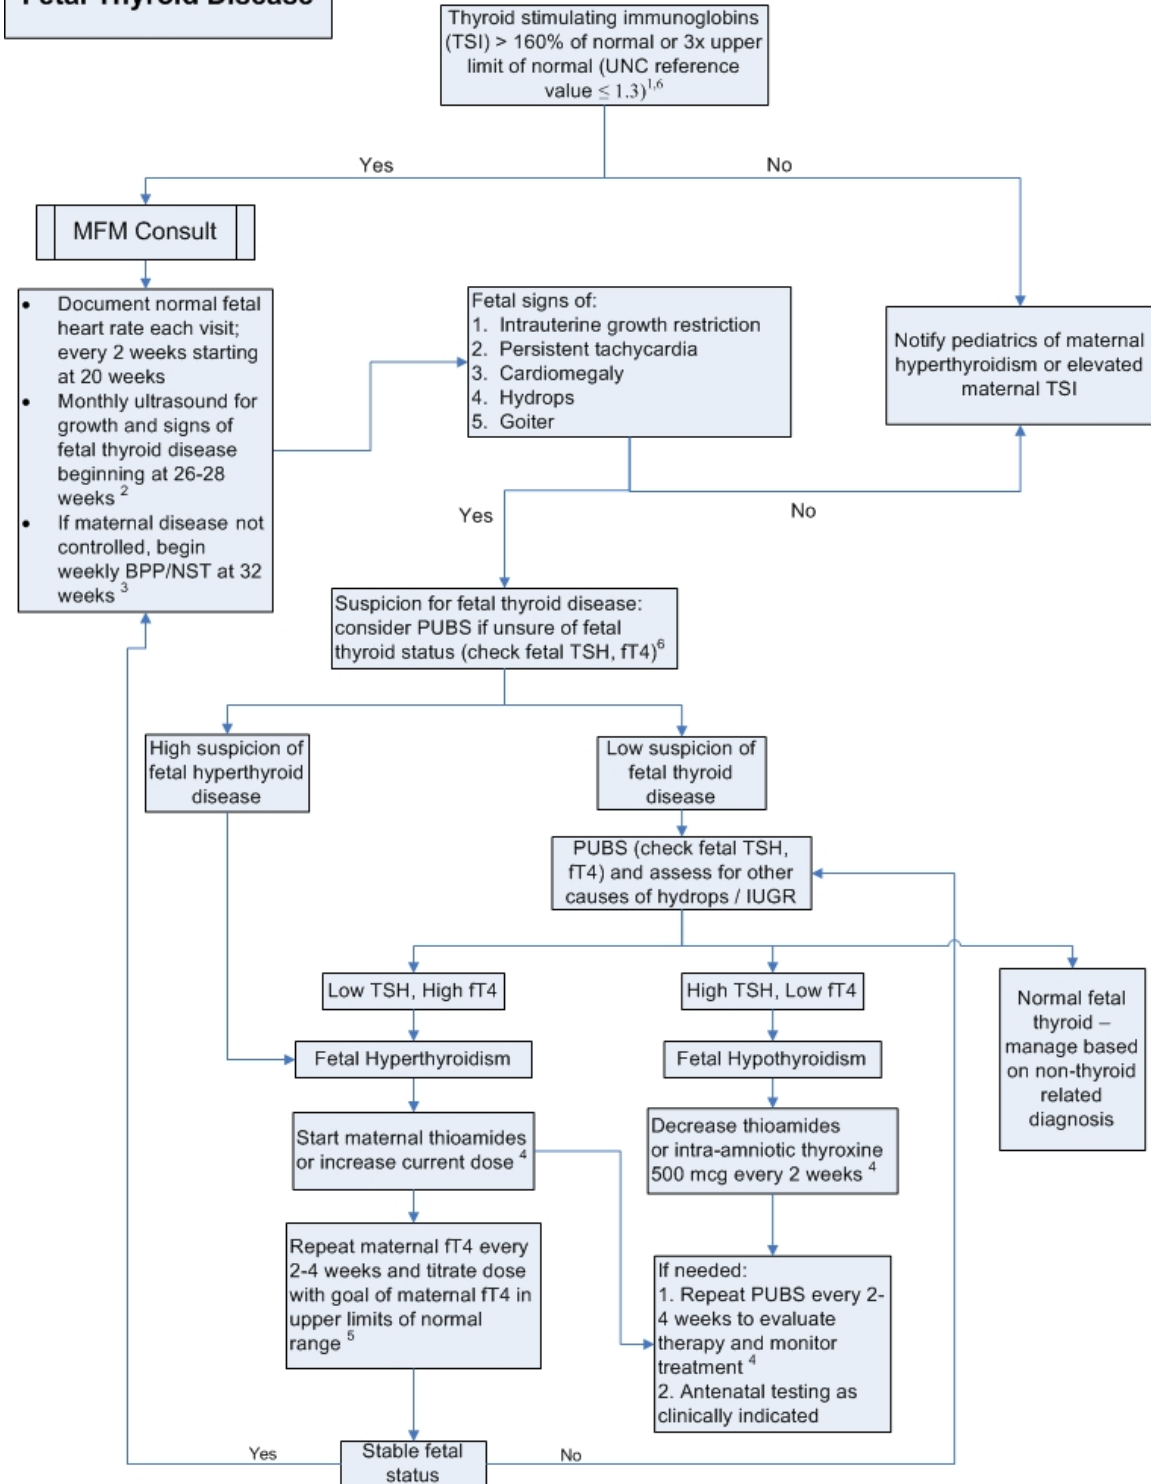 Fetal Thyroid Disease
Thyroid stimulating immunoglobins
(TSI) > 160% of normal or 3x upper
limit of normal (UNC reference
value ≤ 1.3)1,6
Yes
No
MFM Consult
• Document normal fetal
heart rate each visit;
every 2 weeks starting
at 20 weeks
• Monthly ultrasound for
growth and signs of
fetal thyroid disease
beginning at 26-28
weeks 2
• If maternal disease not
controlled, begin
weekly BPP/NST at 32
weeks 3
Fetal signs of:
1. Intrauterine growth restriction
2. Persistent tachycardia
3. Cardiomegaly
4. Hydrops
5. Goiter
Notify pediatrics of maternal
hyperthyroidism or elevated
maternal TSI
Yes
No
Suspicion for fetal thyroid disease:
consider PUBS if unsure of fetal
thyroid status (check fetal TSH, fT4)6
High suspicion of
fetal hyperthyroid
disease
Low suspicion of
fetal thyroid
disease
PUBS (check fetal TSH,
fT4) and assess for other
causes of hydrops / IUGR
Low TSH, High fT4
High TSH, Low fT4
Normal fetal
thyroid –
manage based
on non-thyroid
related
diagnosis
Fetal Hyperthyroidism
Fetal Hypothyroidism
Start maternal thioamides
or increase current dose 4
Decrease thioamides
or intra-amniotic thyroxine
500 mcg every 2 weeks 4
Repeat maternal fT4 every
2-4 weeks and titrate dose
with goal of maternal fT4 in
upper limits of normal
range 5
If needed:
1. Repeat PUBS every 2-
4 weeks to evaluate
therapy and monitor
treatment 4
2. Antenatal testing as
clinically indicated
Yes
Stable fetal
status
No